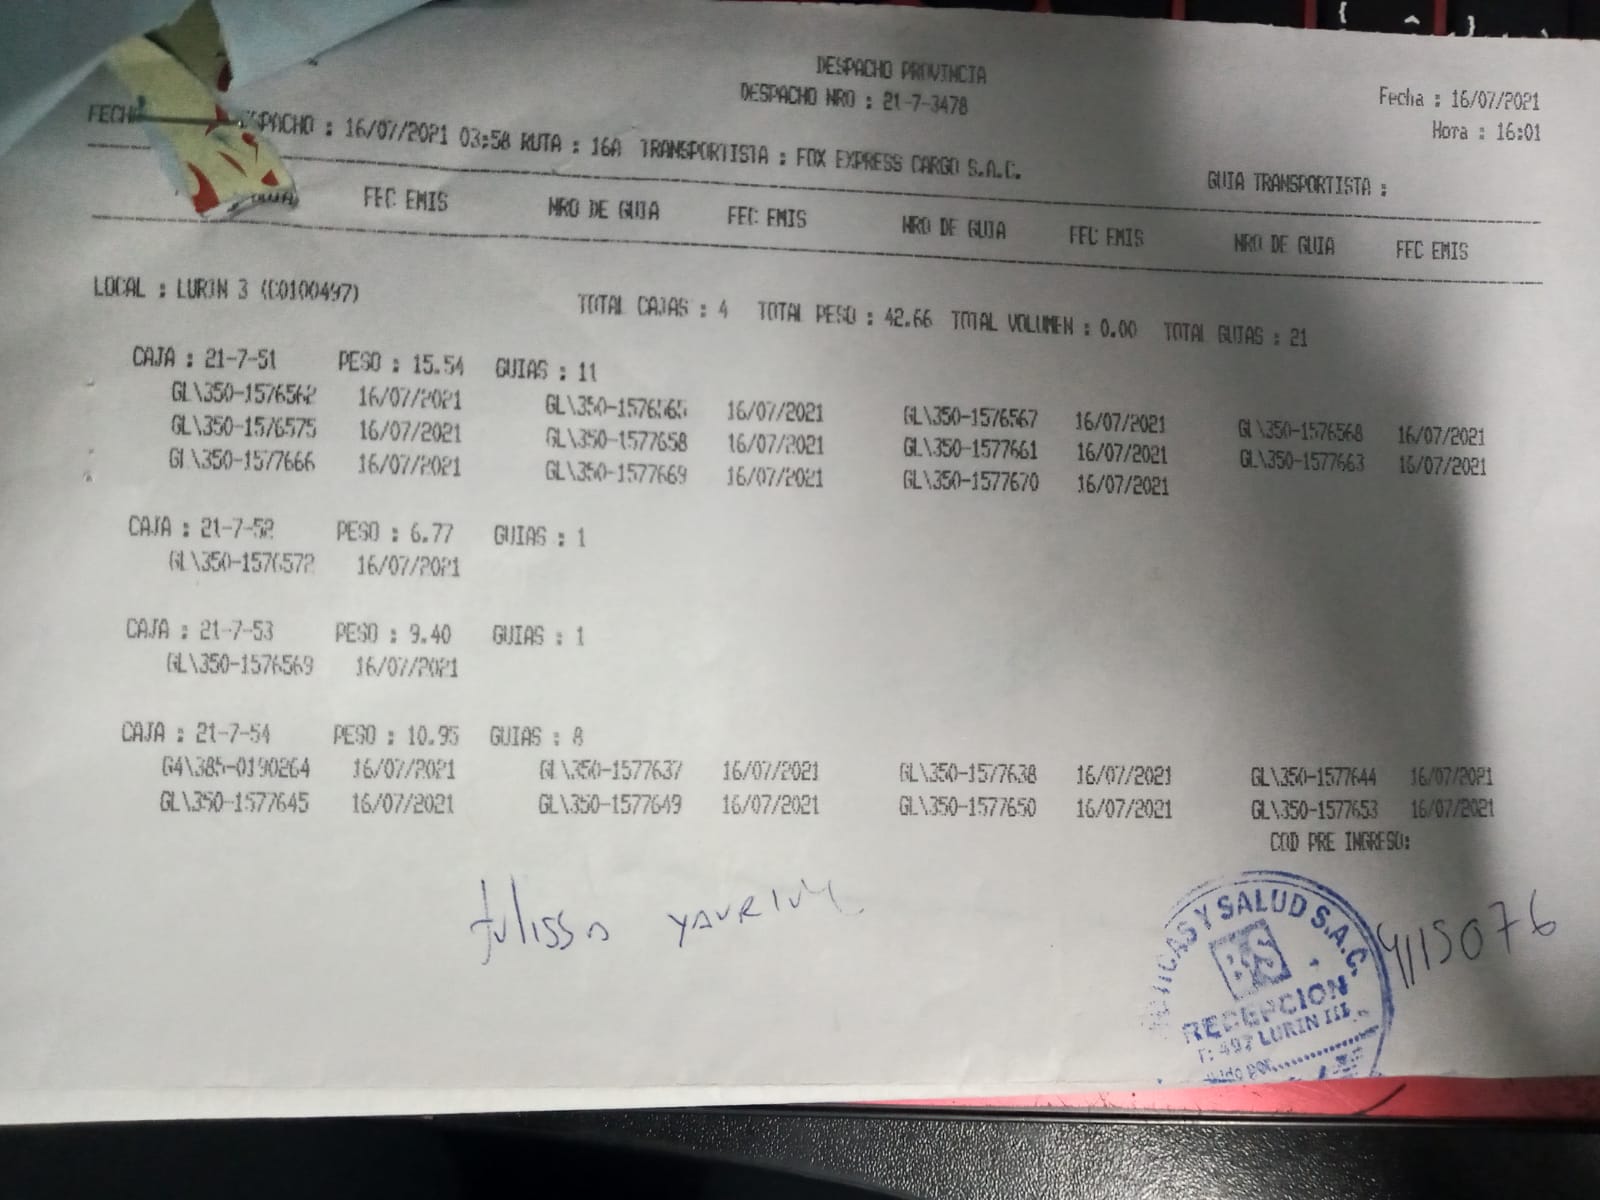 DESPACHO PROVINCIA
DESPACHO NRO : 21-7-3478
Fecha : 16/07/2021
Hora : 16:01
SPACHO : 16/07/2021 03:58 RUTA : 16A TRANSPORTISTA : FOX EXPRESS CARGO S.A.C.
GUIA TRANSPORTISTA :
FEC EMIS NRO DE GUIA FEC EMIS NRO DE GUIA FEC EMIS NRO DE GUIA FEC EMIS
LOCAL : LURIN 3 (C0100497) TOTAL CAJAS : 4 TOTAL PESO : 42.66 TOTAL VOLUMEN : 0.00 TOTAL GUIAS : 21
CAJA : 21-7-51 PESO : 15.54 GUIAS : 11
GL\350-1576562 16/07/2021 GL\350-1576565 16/07/2021 GL\350-1576567 16/07/2021 GL\350-1576568 16/07/2021
GL\350-1576575 16/07/2021 GL\350-1577658 16/07/2021 GL\350-1577661 16/07/2021 GL\350-1577663 16/07/2021
GL\350-1577666 16/07/2021 GL\350-1577669 16/07/2021 GL\350-1577670 16/07/2021
CAJA : 21-7-52 PESO : 6.77 GUIAS : 1
GL\350-1576572 16/07/2021
CAJA : 21-7-53 PESO : 9.40 GUIAS : 1
GL\350-1576569 16/07/2021
CAJA : 21-7-54 PESO : 10.95 GUIAS : 8
G4\385-0190264 16/07/2021 GL\350-1577637 16/07/2021 GL\350-1577638 16/07/2021 GL\350-1577644 16/07/2021
GL\350-1577645 16/07/2021 GL\350-1577649 16/07/2021 GL\350-1577650 16/07/2021 GL\350-1577653 16/07/2021
COD PRE INGRESO:
Julissa
Y SALUD S.A.C.
BS
RECEPCION
497 LURIN III